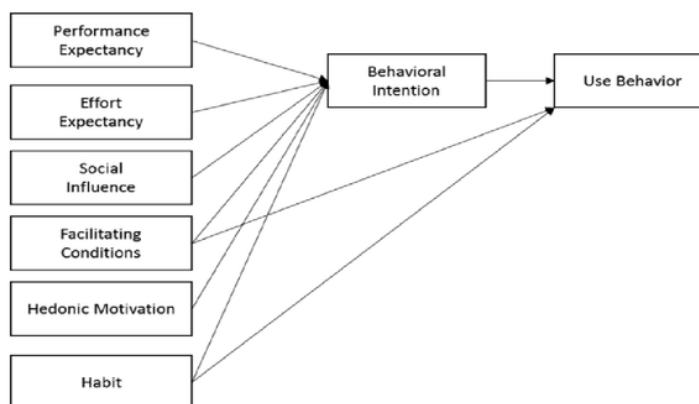 Performance
Expectancy
Effort
Expectancy
Social
Influence
Facilitating
Conditions
Hedonic Motivation
Habit
Behavioral
Intention
Use Behavior